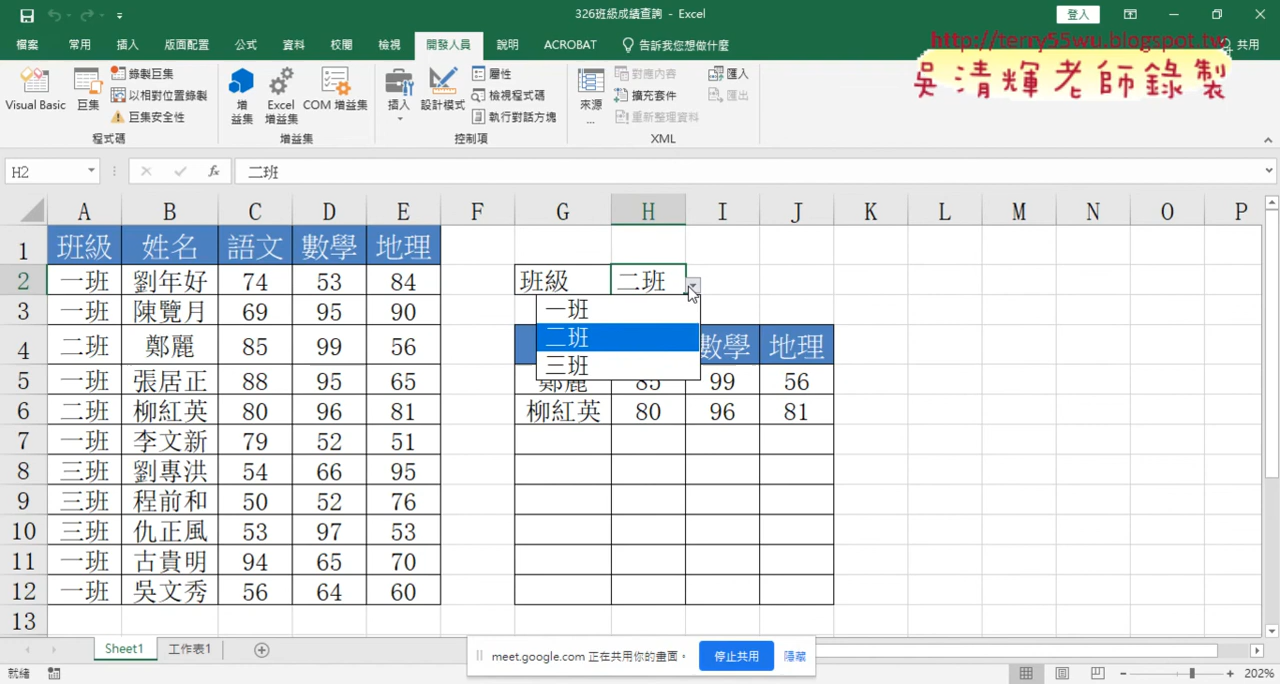 326班級成績查詢 - Excel
登入
檔案 常用 插入 版面配置 公式 資料 校閱 檢視 開發人員 說明 ACROBAT 告訴我您想做什麼 共用
http://terry55wu.blogspot.tw
吳清輝老師錄製
Visual Basic 巨集 錄製巨集 以相對位置錄製 巨集安全性
程式碼
增益集 Excel 增益集 COM 增益集
增益集
插入 設計模式 屬性 檢視程式碼 執行對話方塊
控制項
來源... 對應內容 擴充套件 重新整理資料 匯入 匯出
XML
H2 fx 二班
A B C D E F G H I J K L M N O P
1 班級 姓名 語文 數學 地理
2 一班 劉年好 74 53 84 班級 二班
3 一班 陳覽月 69 95 90 一班
4 二班 鄭麗 85 99 56 二班 數學 地理
三班
5 一班 張居正 88 95 65 鄭麗 85 99 56
6 二班 柳紅英 80 96 81 柳紅英 80 96 81
7 一班 李文新 79 52 51
8 三班 劉專洪 54 66 95
9 三班 程前和 50 52 76
10 三班 仇正風 53 97 53
11 一班 古貴明 94 65 70
12 一班 吳文秀 56 64 60
13
Sheet1 工作表1
meet.google.com 正在共用你的畫面。 停止共用 隱藏
就緒 202%